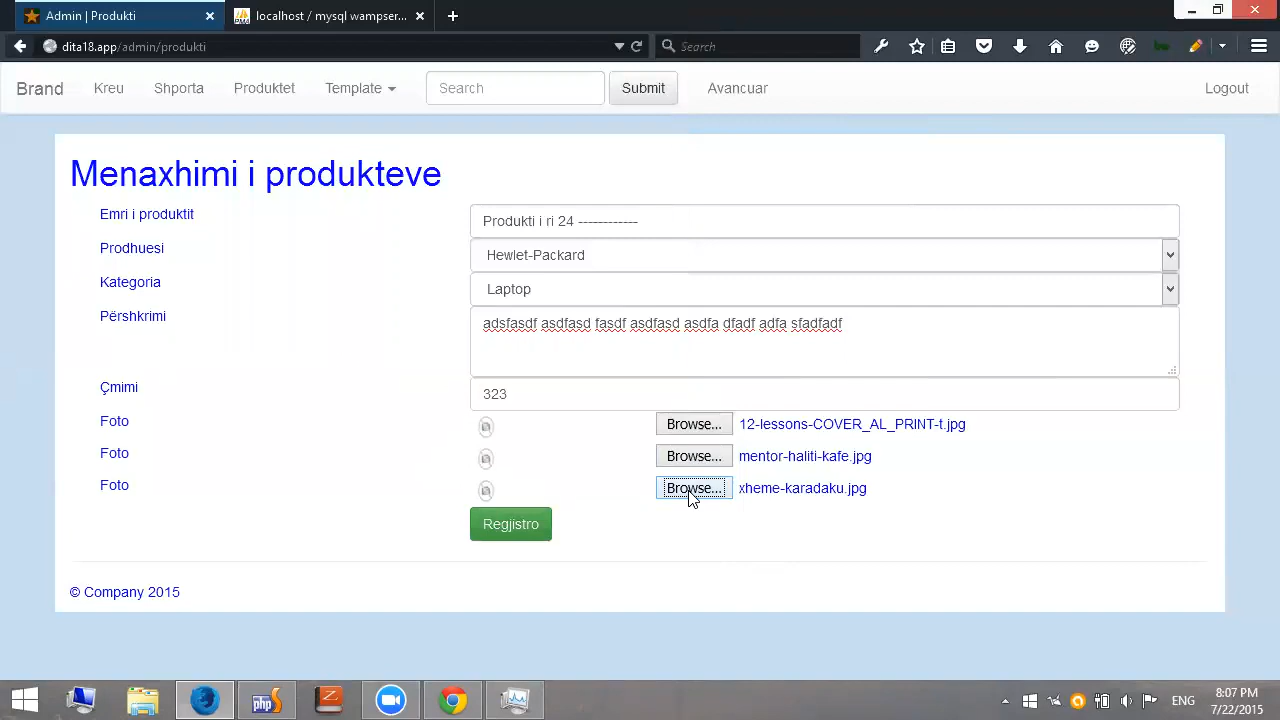 Admin | Produkti
localhost / mysql wampser...
dita18.app/admin/produkti
Search
Brand
Kreu
Shporta
Produktet
Template
Search
Submit
Avancuar
Logout
Menaxhimi i produkteve
Emri i produktit
Produkti i ri 24 ------------
Prodhuesi
Hewlet-Packard
Kategoria
Laptop
Përshkrimi
adsfasdf asdfasd fasdf asdfasd asdfa dfadf adfa sfadfadf
Çmimi
323
Foto
Browse... 12-lessons-COVER_AL_PRINT-t.jpg
Foto
Browse... mentor-haliti-kafe.jpg
Foto
Browse... xheme-karadaku.jpg
Regjistro
© Company 2015
ENG
8:07 PM
7/22/2015